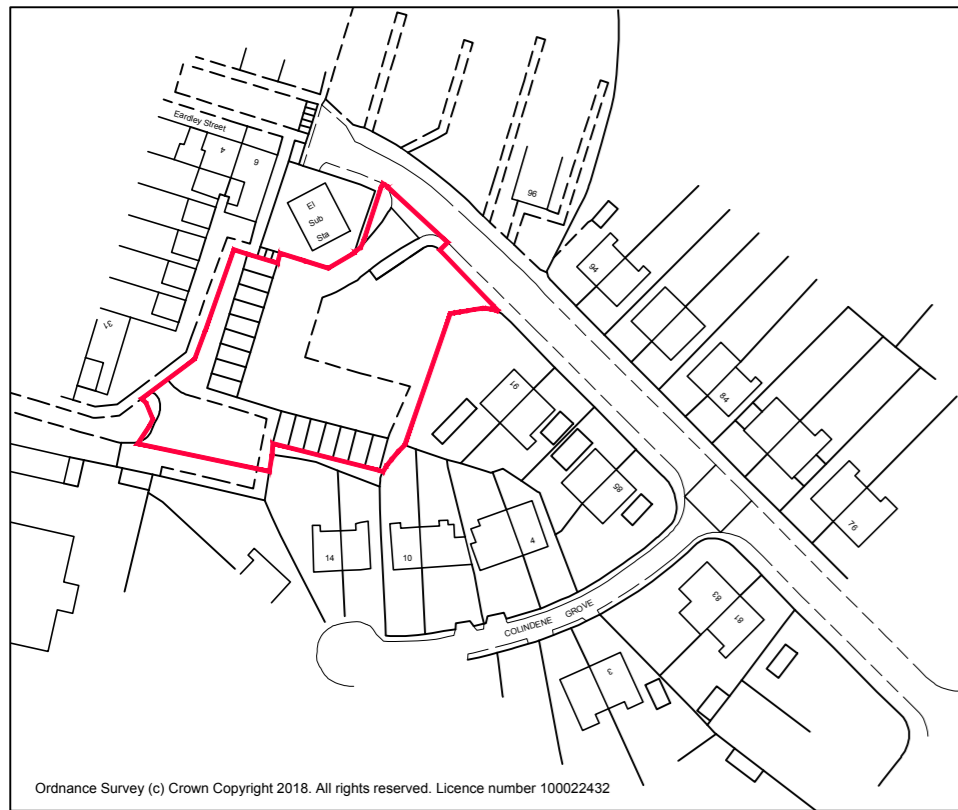 Eardley Street
4
6
El
Sub
Sta
96
94
31
91
84
85
76
14
10
4
COLINDENE GROVE
83
81
3
Ordnance Survey (c) Crown Copyright 2018. All rights reserved. Licence number 100022432